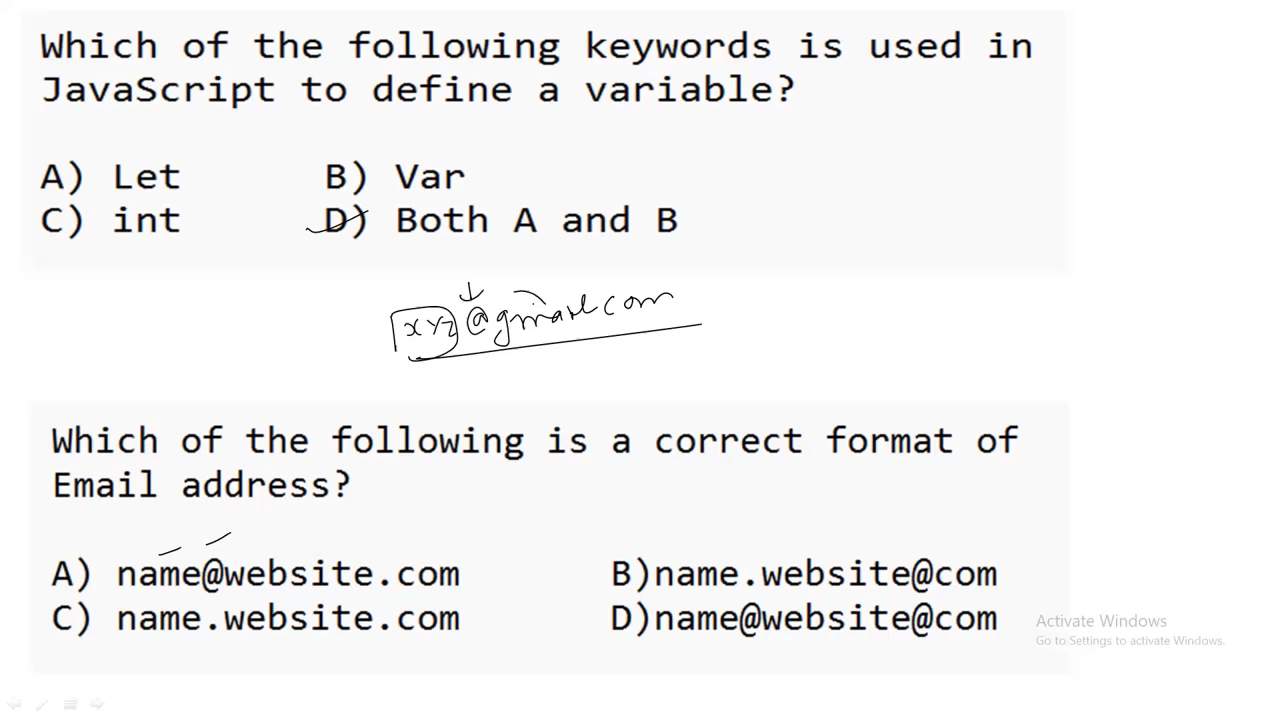 Which of the following keywords is used in
JavaScript to define a variable?
A) Let B) Var
C) int D) Both A and B
xyz@gmail.com
Which of the following is a correct format of
Email address?
A) name@website.com B)name.website@com
C) name.website.com D)name@website@com
Activate Windows
Go to Settings to activate Windows.